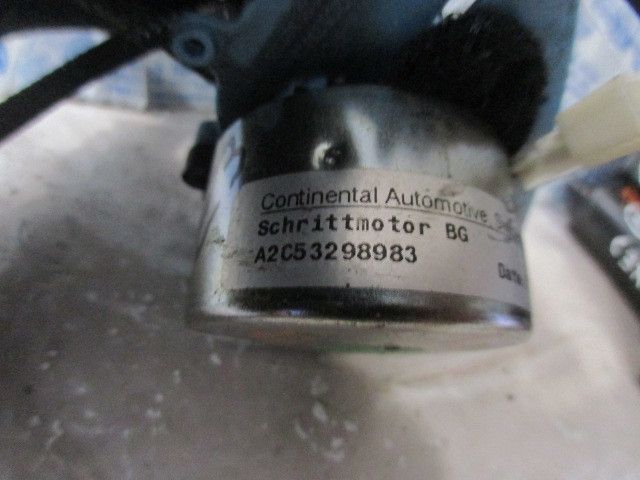 Continental Automotive
Schrittmotor BG
A2C53298983